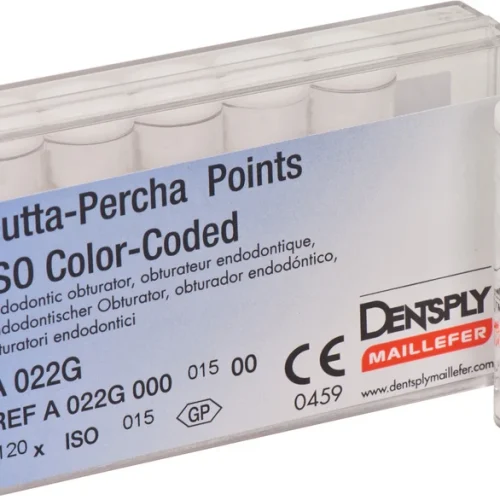 utta-Percha Points
SO Color-Coded
ndodontic obturator, obturateur endodontique,
ndodontischer Obturator, obturador endodóntico,
turatori endodontici
A 022G
REF A 022G 000 015 00
120 x ISO 015 GP
CE
0459
DENTSPLY
MAILLEFER
www.dentsplymaillefer.com